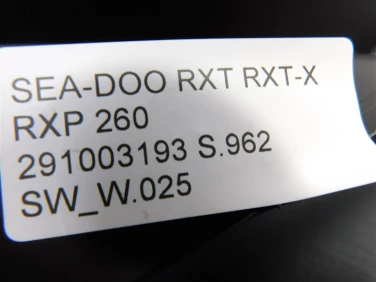 SEA-DOO RXT RXT-X
RXP 260
291003193 S.962
SW_W.025